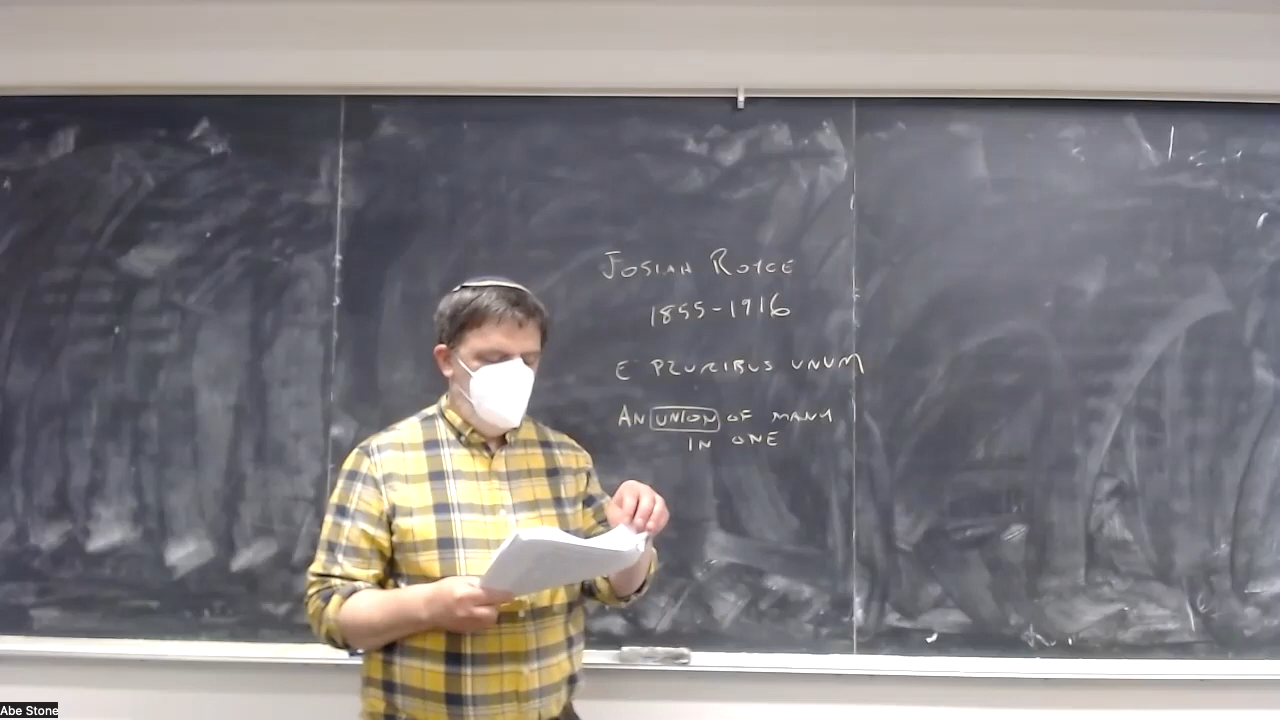 JOSIAH ROYCE
1855-1916
E PLURIBUS UNUM
AN UNION OF MANY
IN ONE
Abe Stone